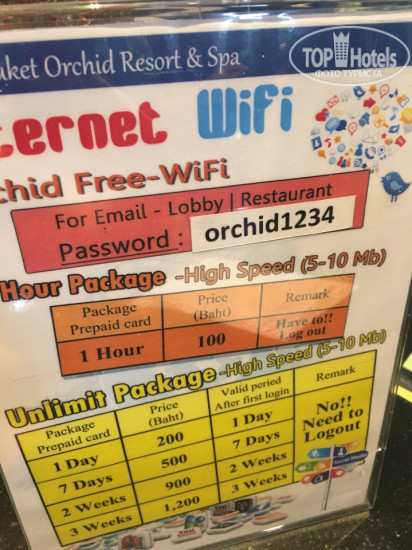 TOP Hotels
ФОТО ТУРИСТА
uket Orchid Resort & Spa
ternet WiFi
chid Free-WiFi
For Email - Lobby | Restaurant
Password : orchid1234
Hour Package -High Speed (5-10 Mb)
Package Prepaid card Price (Baht) Remark
1 Hour 100 Have to!! Log out
Unlimit Package -High Speed (5-10 Mb)
Package Prepaid card Price (Baht) Valid peried After first login Remark
1 Day 200 1 Day No!! Need to Logout
7 Days 500 7 Days
2 Weeks 900 2 Weeks
3 Weeks 1,200 3 Weeks
Social Media